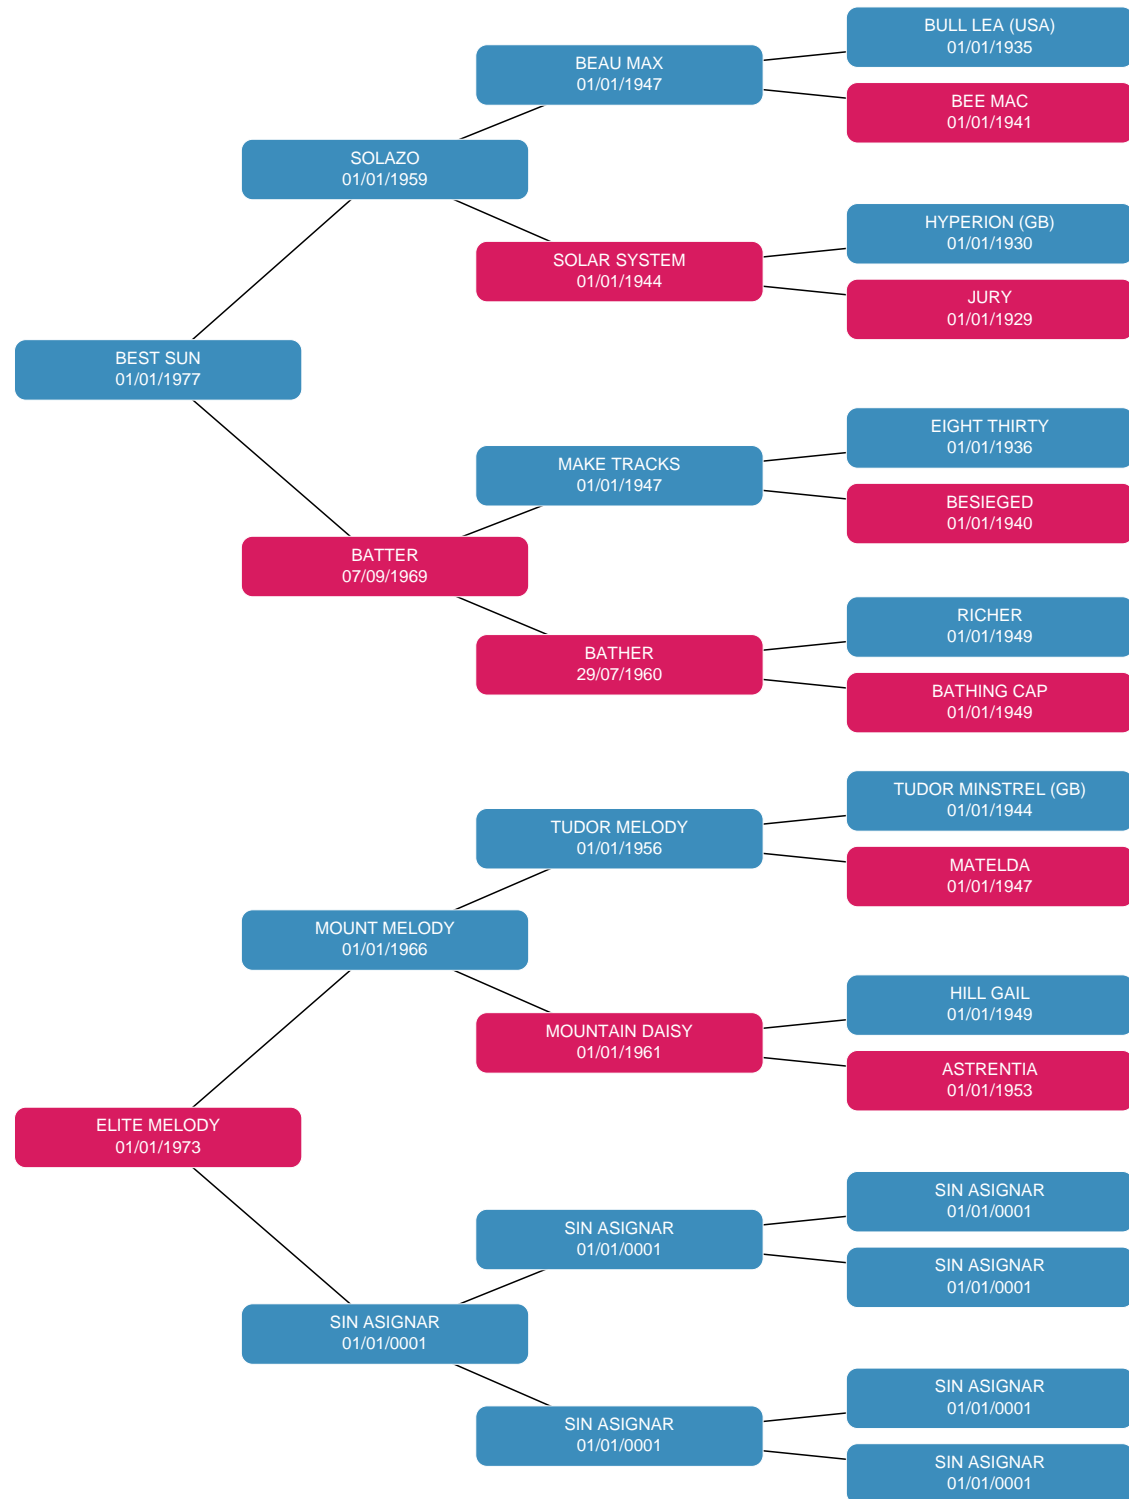 BULL LEA (USA)
01/01/1935
BEAU MAX
01/01/1947
BEE MAC
01/01/1941
SOLAZO
01/01/1959
HYPERION (GB)
01/01/1930
SOLAR SYSTEM
01/01/1944
JURY
01/01/1929
BEST SUN
01/01/1977
EIGHT THIRTY
01/01/1936
MAKE TRACKS
01/01/1947
BESIEGED
01/01/1940
BATTER
07/09/1969
RICHER
01/01/1949
BATHER
29/07/1960
BATHING CAP
01/01/1949
TUDOR MINSTREL (GB)
01/01/1944
TUDOR MELODY
01/01/1956
MATELDA
01/01/1947
MOUNT MELODY
01/01/1966
HILL GAIL
01/01/1949
MOUNTAIN DAISY
01/01/1961
ASTRENTIA
01/01/1953
ELITE MELODY
01/01/1973
SIN ASIGNAR
01/01/0001
SIN ASIGNAR
01/01/0001
SIN ASIGNAR
01/01/0001
SIN ASIGNAR
01/01/0001
SIN ASIGNAR
01/01/0001
SIN ASIGNAR
01/01/0001
SIN ASIGNAR
01/01/0001